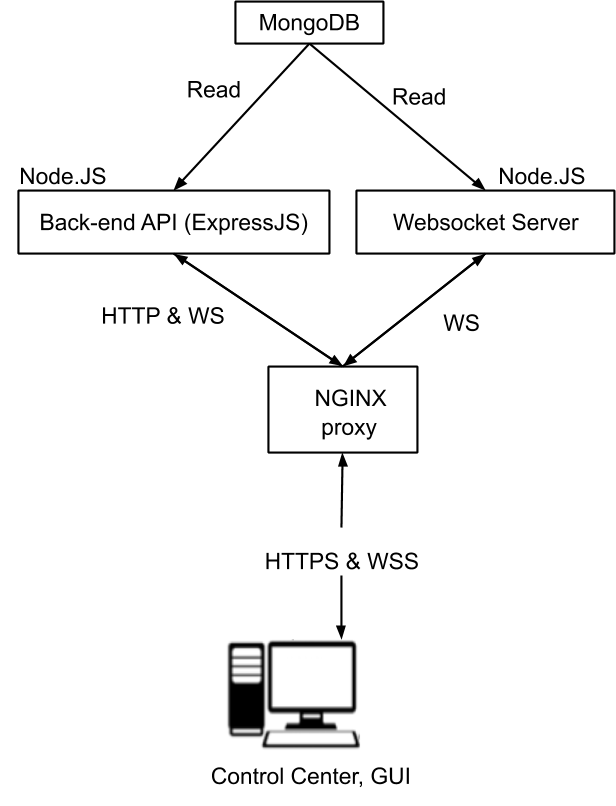 MongoDB
Read
Read
Node.JS
Node.JS
Back-end API (ExpressJS)
Websocket Server
HTTP & WS
WS
NGINX
proxy
HTTPS & WSS
Control Center, GUI